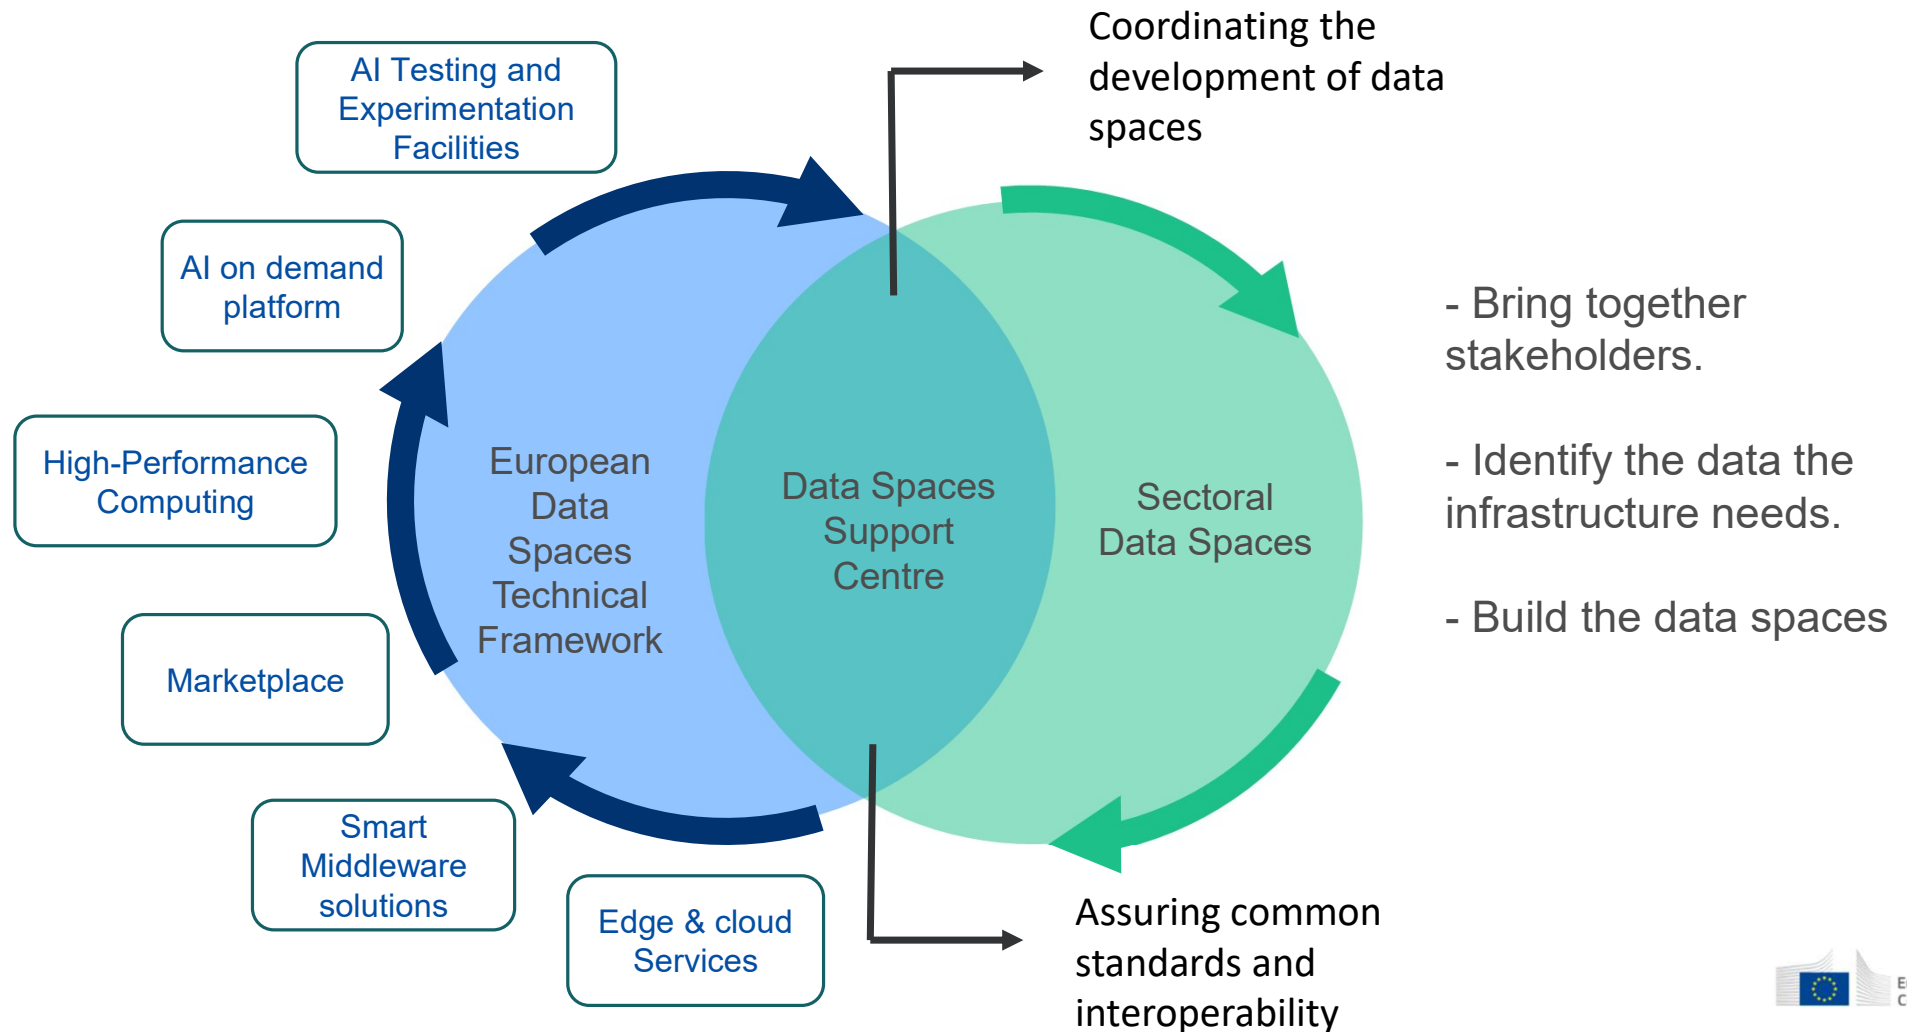 Coordinating the
development of data
spaces
AI Testing and
Experimentation
Facilities
AI on demand
platform
High-Performance
Computing
Marketplace
Smart
Middleware
solutions
Edge & cloud
Services
European
Data
Spaces
Technical
Framework
Data Spaces
Support
Centre
Sectoral
Data Spaces
- Bring together
stakeholders.
- Identify the data the
infrastructure needs.
- Build the data spaces
Assuring common
standards and
interoperability